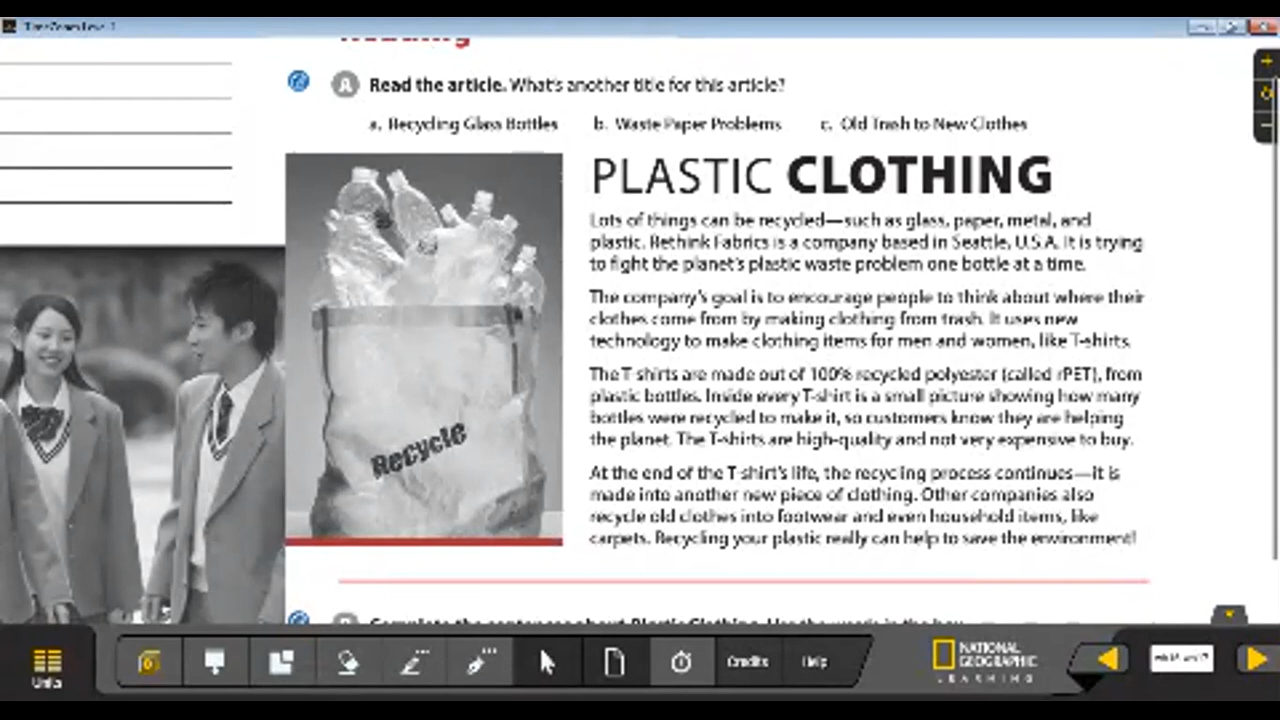 A Read the article. What's another title for this article?
a. Recycling Glass Bottles b. Waste Paper Problems c. Old Trash to New Clothes
PLASTIC CLOTHING
Lots of things can be recycled—such as glass, paper, metal, and
plastic. Rethink Fabrics is a company based in Seattle, U.S.A. It is trying
to fight the planet's plastic waste problem one bottle at a time.
The company's goal is to encourage people to think about where their
clothes come from by making clothing from trash. It uses new
technology to make clothing items for men and women, like T-shirts.
The T-shirts are made out of 100% recycled polyester (called rPET), from
plastic bottles. Inside every T-shirt is a small picture showing how many
bottles were recycled to make it, so customers know they are helping
the planet. The T-shirts are high-quality and not very expensive to buy.
At the end of the T-shirt's life, the recycling process continues—it is
made into another new piece of clothing. Other companies also
recycle old clothes into footwear and even household items, like
carpets. Recycling your plastic really can help to save the environment!
Recycle
Units
Credits
Help
NATIONAL
GEOGRAPHIC
LEARNING